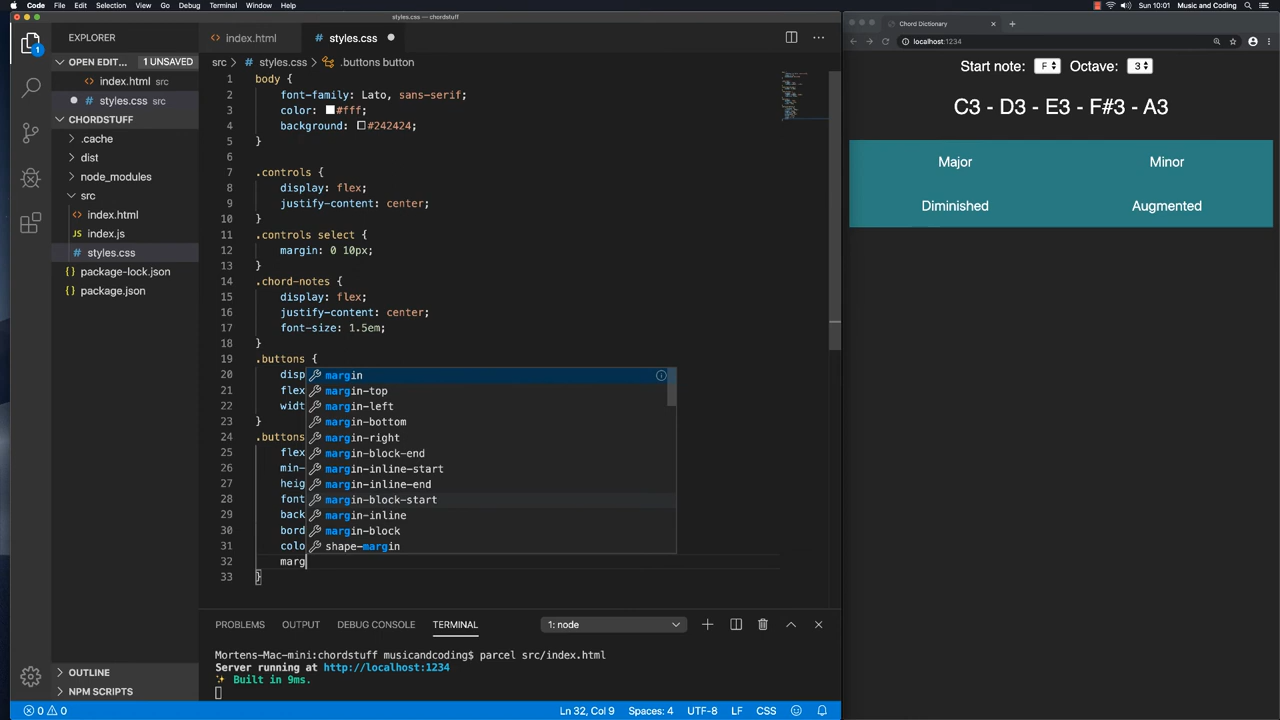 Code File Edit Selection View Go Debug Terminal Window Help
Sun 10:01 Music and Coding
styles.css — chordstuff
EXPLORER
OPEN EDIT... 1 UNSAVED
index.html src
styles.css src
CHORDSTUFF
.cache
dist
node_modules
src
index.html
JS index.js
# styles.css
{} package-lock.json
{} package.json
OUTLINE
NPM SCRIPTS
index.html
styles.css
src > styles.css > .buttons button
1 body {
2 font-family: Lato, sans-serif;
3 color: #fff;
4 background: #242424;
5 }
6
7 .controls {
8 display: flex;
9 justify-content: center;
10 }
11 .controls select {
12 margin: 0 10px;
13 }
14 .chord-notes {
15 display: flex;
16 justify-content: center;
17 font-size: 1.5em;
18 }
19 .buttons {
20 disp
21 flex
22 widt
23 }
24 .buttons
25 flex
26 min-
27 heig
28 font
29 back
30 bord
31 colo
32 marg
33 }
margin
margin-top
margin-left
margin-bottom
margin-right
margin-block-end
margin-inline-start
margin-inline-end
margin-block-start
margin-inline
margin-block
shape-margin
PROBLEMS OUTPUT DEBUG CONSOLE TERMINAL 1: node
Mortens-Mac-mini:chordstuff musicandcoding$ parcel src/index.html
Server running at http://localhost:1234
✨ Built in 9ms.
0 0 Ln 32, Col 9 Spaces: 4 UTF-8 LF CSS 1
Chord Dictionary
localhost:1234
Start note: F Octave: 3
C3 - D3 - E3 - F#3 - A3
Major Minor
Diminished Augmented